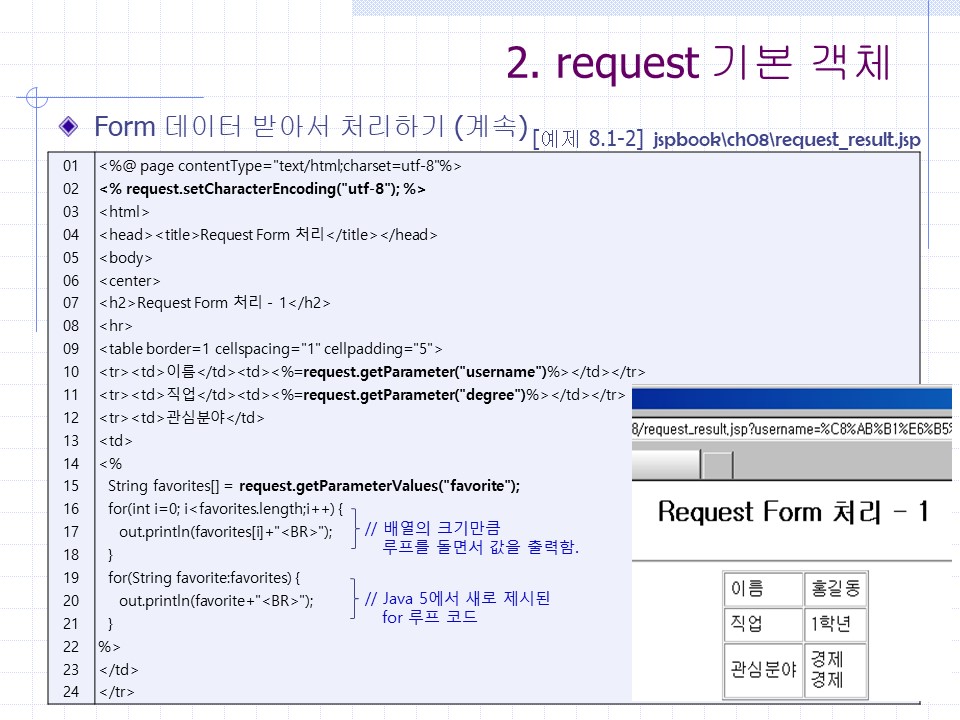 2. request 기본 객체
Form 데이터 받아서 처리하기 (계속) [예제 8.1-2] jspbook\ch08\request_result.jsp
01 <%@ page contentType="text/html;charset=utf-8"%>
02 <% request.setCharacterEncoding("utf-8"); %>
03 <html>
04 <head><title>Request Form 처리</title></head>
05 <body>
06 <center>
07 <h2>Request Form 처리 - 1</h2>
08 <hr>
09 <table border=1 cellspacing="1" cellpadding="5">
10 <tr><td>이름</td><td><%=request.getParameter("username")%></td></tr>
11 <tr><td>직업</td><td><%=request.getParameter("degree")%></td></tr>
12 <tr><td>관심분야</td>
13 <td>
14 <%
15 String favorites[] = request.getParameterValues("favorite");
16 for(int i=0; i<favorites.length;i++) {
17 out.println(favorites[i]+"<BR>");
18 }
19 for(String favorite:favorites) {
20 out.println(favorite+"<BR>");
21 }
22 %>
23 </td>
24 </tr>
// 배열의 크기만큼
루프를 돌면서 값을 출력함.
// Java 5에서 새로 제시된
for 루프 코드
8/request_result.jsp?username=%C8%AB%B1%E6%B5%
Request Form 처리 - 1
이름 홍길동
직업 1학년
관심분야 경제
경제